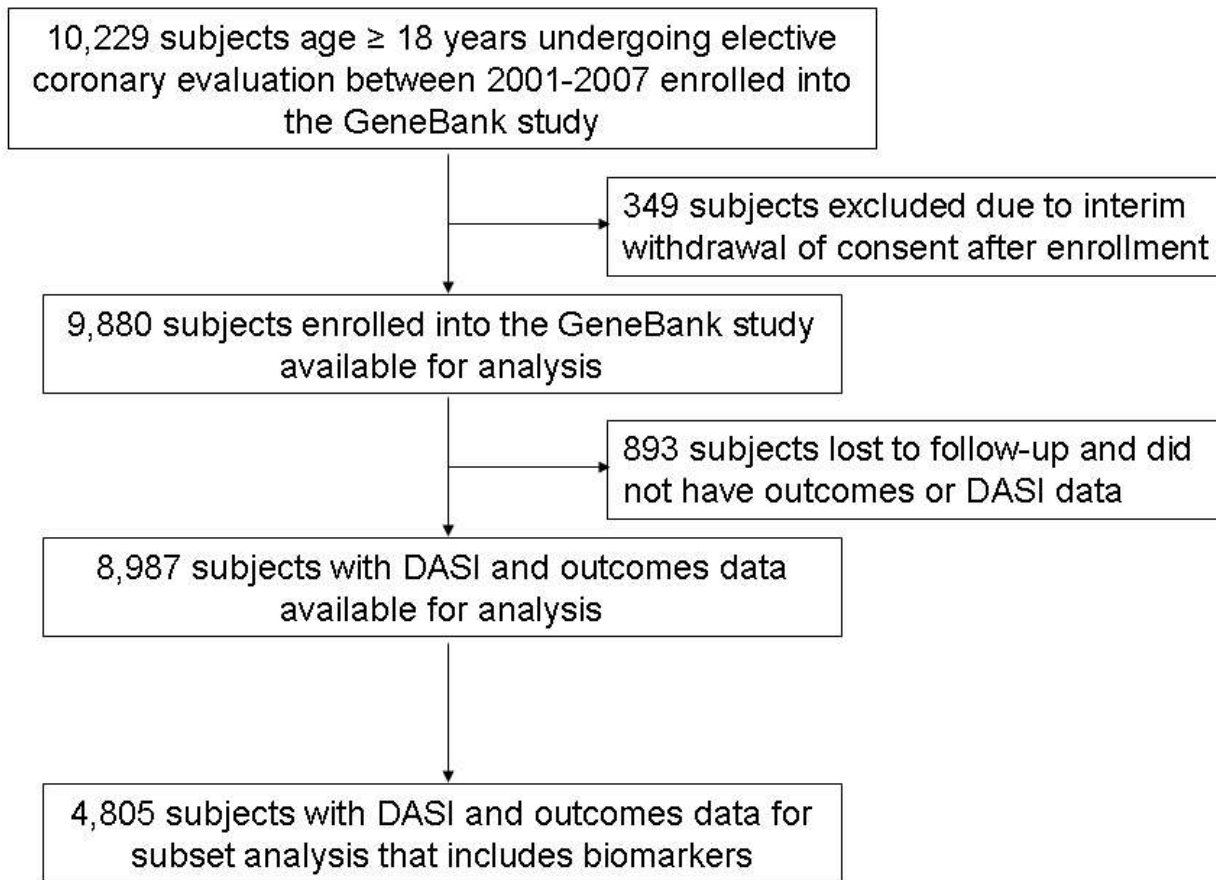 10,229 subjects age ≥ 18 years undergoing elective
coronary evaluation between 2001-2007 enrolled into
the GeneBank study
349 subjects excluded due to interim
withdrawal of consent after enrollment
9,880 subjects enrolled into the GeneBank study
available for analysis
893 subjects lost to follow-up and did
not have outcomes or DASI data
8,987 subjects with DASI and outcomes data
available for analysis
4,805 subjects with DASI and outcomes data for
subset analysis that includes biomarkers